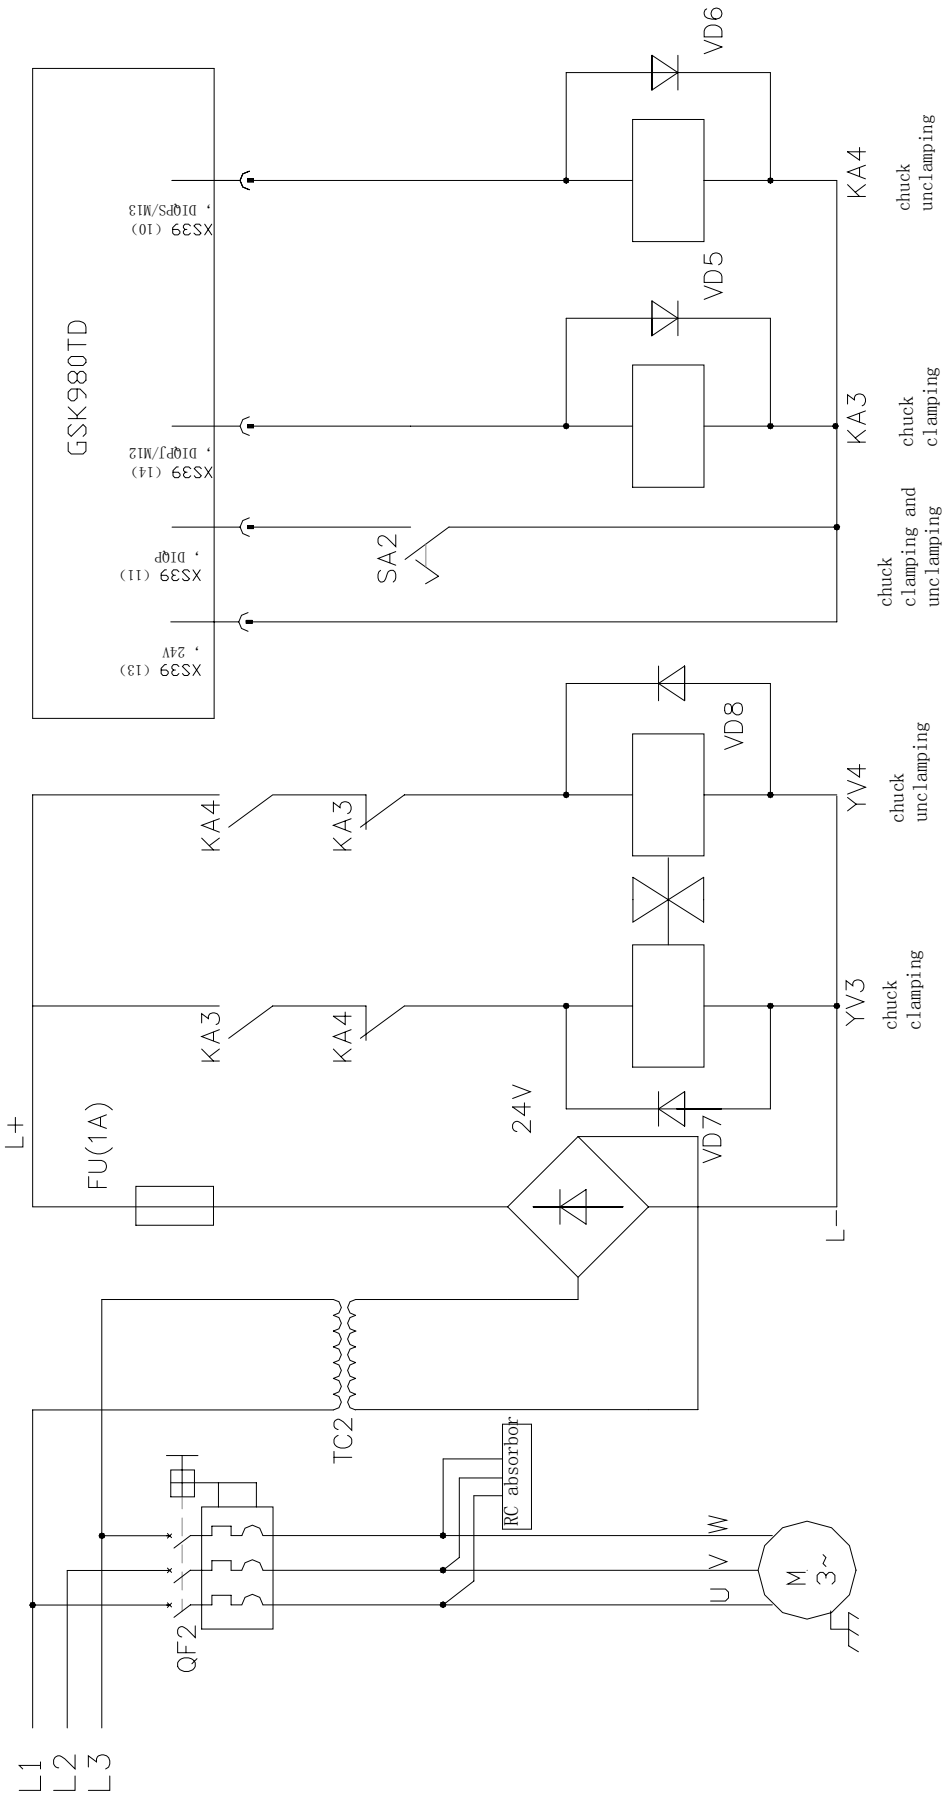 L1
L2
L3
QF2
U
V
W
M
3~
RC absorbor
TC2
L+
FU(1A)
24V
L-
VD7
KA3
KA4
YV3
chuck
clamping
KA4
KA3
VD8
YV4
chuck
unclamping
GSK980TD
XS39 (13)
, 24V
XS39 (11)
, DIQP
XS39 (14)
, DIQPJ/M12
XS39 (10)
, DIQPS/M13
SA2
chuck
clamping and
unclamping
VD5
KA3
chuck
clamping
VD6
KA4
chuck
unclamping